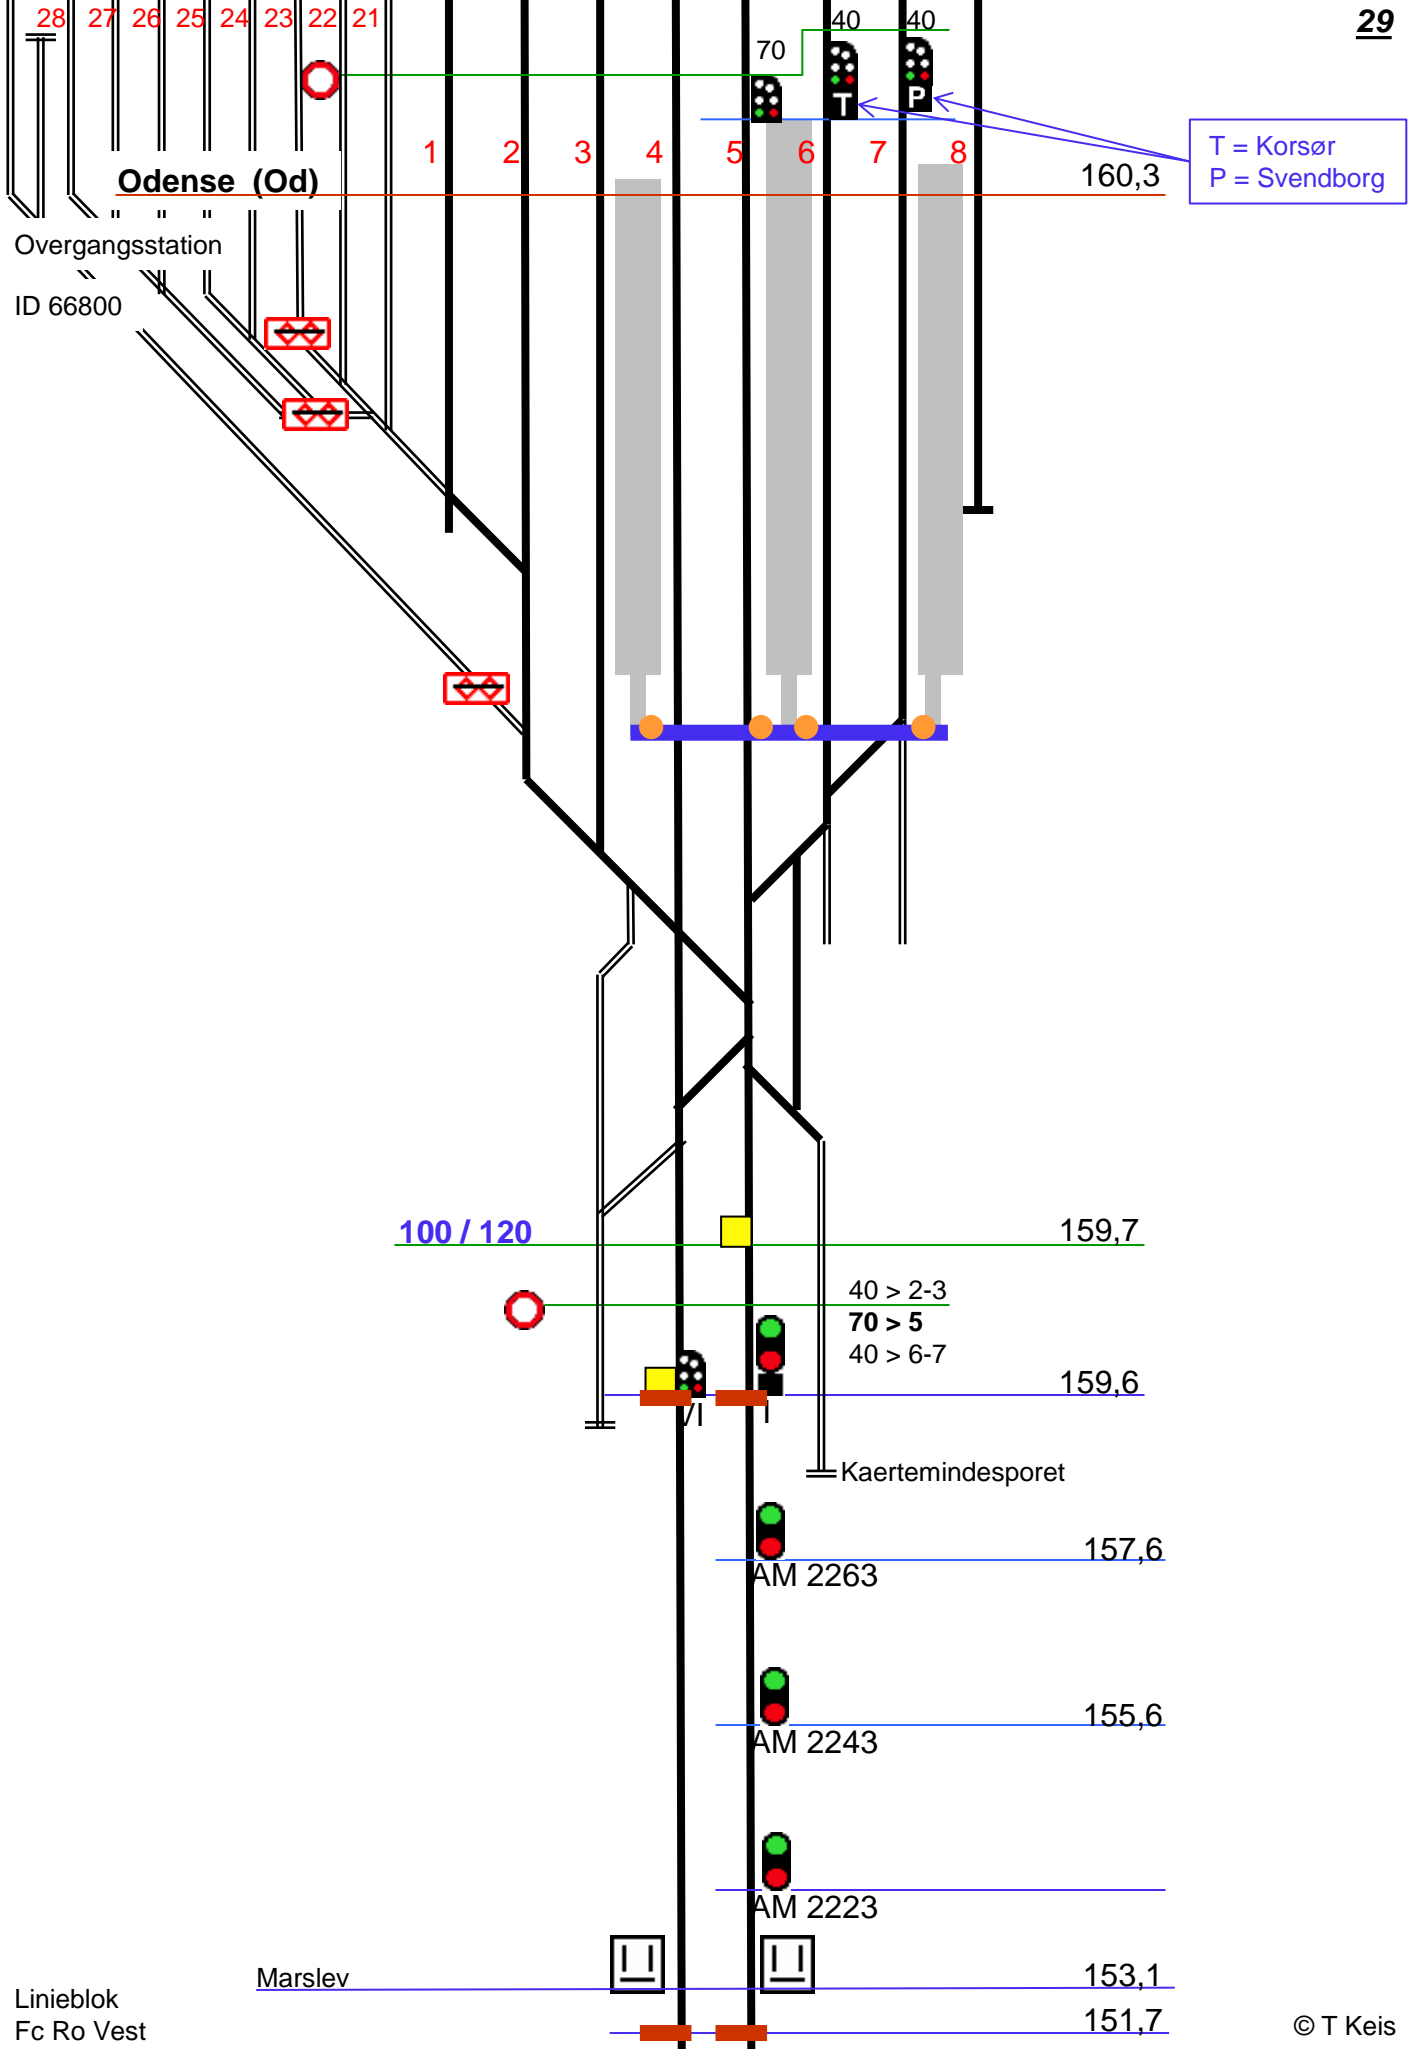 28 27 26 25 24 23 22 21
40 40
29
70
T P
1 2 3 4 5 6 7 8
T = Korsør
P = Svendborg
Odense (Od)
160,3
Overgangsstation
ID 66800
100 / 120
159,7
40 > 2-3
70 > 5
40 > 6-7
159,6
VI I
Kaertemindesporet
157,6
AM 2263
155,6
AM 2243
AM 2223
Marslev
153,1
Linieblok
Fc Ro Vest
151,7
© T Keis